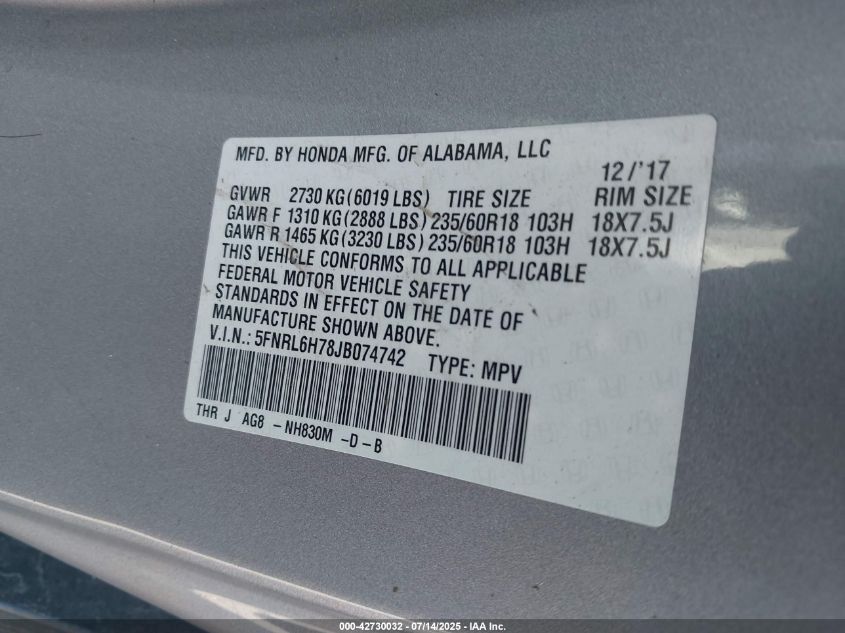 MFD. BY HONDA MFG. OF ALABAMA, LLC
12/'17
GVWR 2730 KG(6019 LBS) TIRE SIZE RIM SIZE
GAWR F 1310 KG(2888 LBS) 235/60R18 103H 18X7.5J
GAWR R 1465 KG(3230 LBS) 235/60R18 103H 18X7.5J
THIS VEHICLE CONFORMS TO ALL APPLICABLE
FEDERAL MOTOR VEHICLE SAFETY
STANDARDS IN EFFECT ON THE DATE OF
MANUFACTURE SHOWN ABOVE.
V.I.N.: 5FNRL6H78JB074742 TYPE: MPV
THR J AG8 - NH830M -D-B
000-42730032 - 07/14/2025 - IAA Inc.